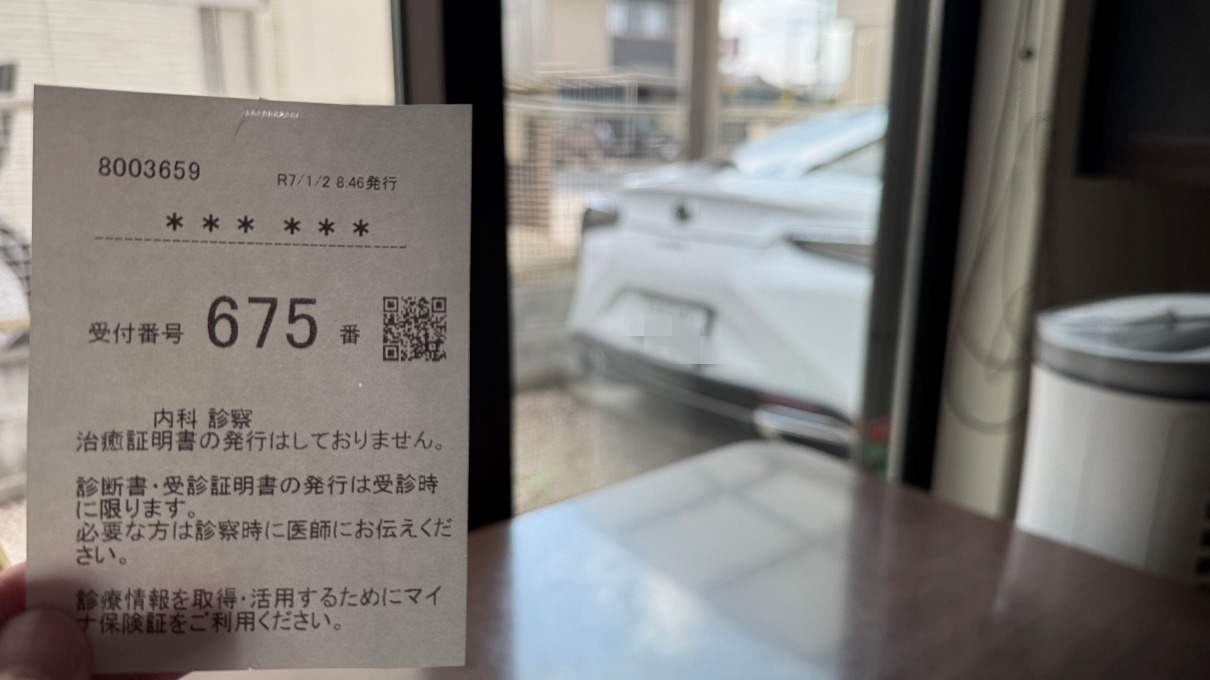 8003659
R7/1/2 8:46発行
*** ***
受付番号 675 番
内科 診察
治癒証明書の発行はしておりません。
診断書・受診証明書の発行は受診時
に限ります。
必要な方は診察時に医師にお伝えくだ
さい。
診療情報を取得・活用するためにマイ
ナ保険証をご利用ください。